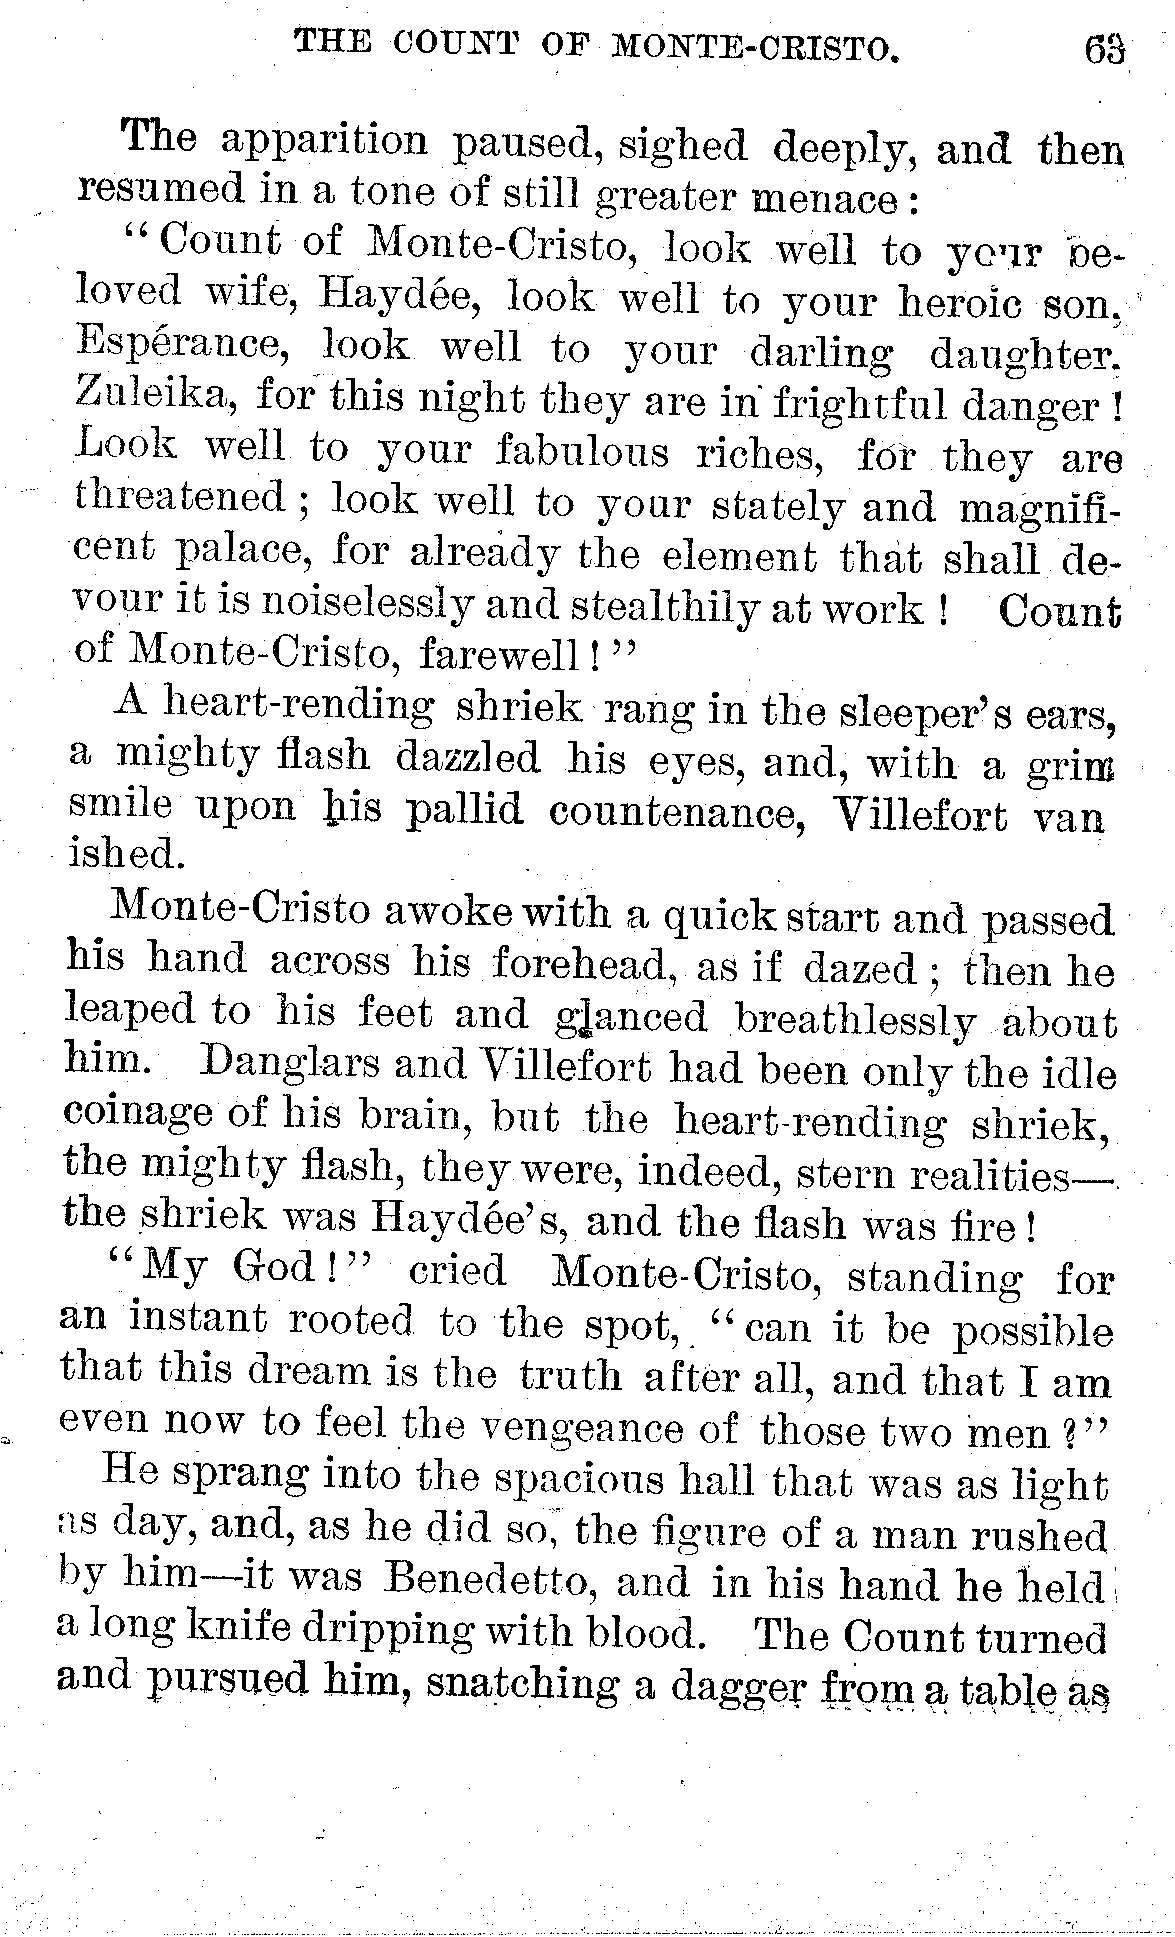 THE COUNT OF MONTE-CRISTO. 63
The apparition paused, sighed deeply, and then
resumed in a tone of still greater menace :
“Count of Monte-Cristo, look well to your be-
loved wife, Haydée, look well to your heroic son,
Espérance, look well to your darling daughter.
Zuleika, for this night they are in frightful danger !
Look well to your fabulous riches, for they are
threatened ; look well to your stately and magnifi-
cent palace, for already the element that shall de-
vour it is noiselessly and stealthily at work ! Count
of Monte-Cristo, farewell ! ”
A heart-rending shriek rang in the sleeper’s ears,
a mighty flash dazzled his eyes, and, with a grim
smile upon his pallid countenance, Villefort van
ished.
Monte-Cristo awoke with a quick start and passed
his hand across his forehead, as if dazed ; then he
leaped to his feet and glanced breathlessly about
him. Danglars and Villefort had been only the idle
coinage of his brain, but the heart-rending shriek,
the mighty flash, they were, indeed, stern realities—
the shriek was Haydée’s, and the flash was fire !
“My God !” cried Monte-Cristo, standing for
an instant rooted to the spot, “can it be possible
that this dream is the truth after all, and that I am
even now to feel the vengeance of those two men ?”
He sprang into the spacious hall that was as light
as day, and, as he did so, the figure of a man rushed
by him—it was Benedetto, and in his hand he held
a long knife dripping with blood. The Count turned
and pursued him, snatching a dagger from a table as